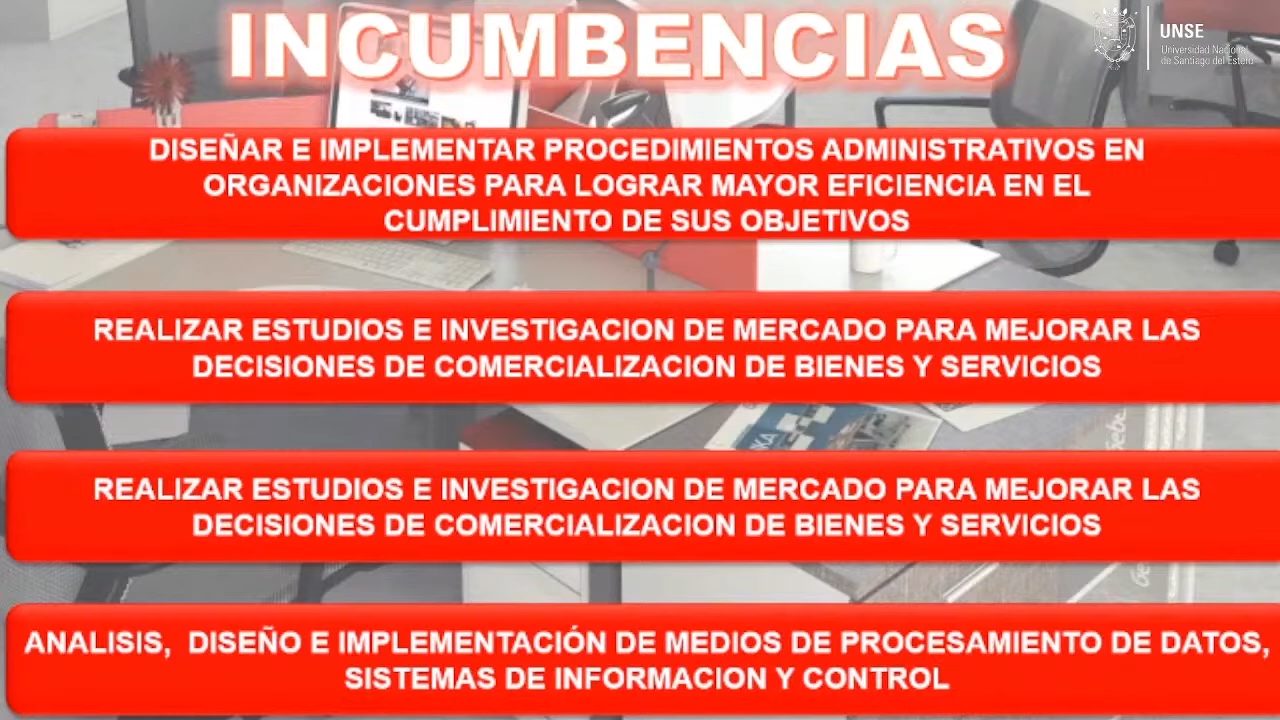 INCUMBENCIAS
UNSE
Universidad Nacional
de Santiago del Estero
DISEÑAR E IMPLEMENTAR PROCEDIMIENTOS ADMINISTRATIVOS EN
ORGANIZACIONES PARA LOGRAR MAYOR EFICIENCIA EN EL
CUMPLIMIENTO DE SUS OBJETIVOS
REALIZAR ESTUDIOS E INVESTIGACION DE MERCADO PARA MEJORAR LAS
DECISIONES DE COMERCIALIZACION DE BIENES Y SERVICIOS
REALIZAR ESTUDIOS E INVESTIGACION DE MERCADO PARA MEJORAR LAS
DECISIONES DE COMERCIALIZACION DE BIENES Y SERVICIOS
ANALISIS, DISEÑO E IMPLEMENTACIÓN DE MEDIOS DE PROCESAMIENTO DE DATOS,
SISTEMAS DE INFORMACION Y CONTROL